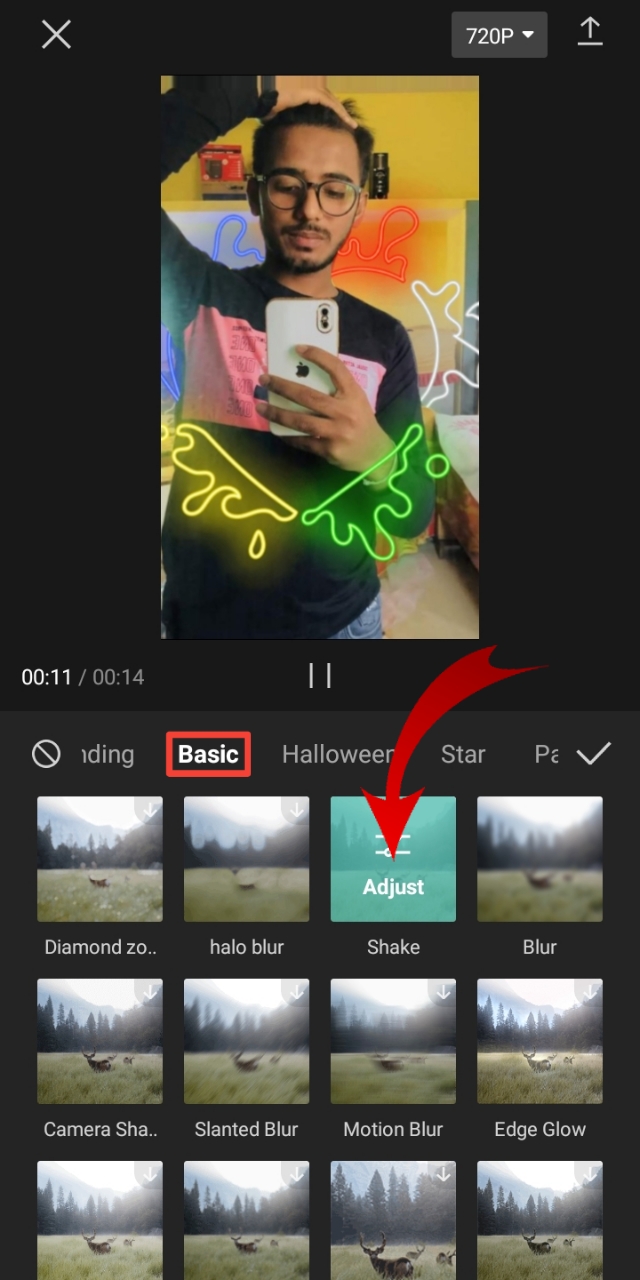 720P
00:11 / 00:14
nding Basic Halloween Star Pa
Adjust
Diamond zo.. halo blur Shake Blur
Camera Sha.. Slanted Blur Motion Blur Edge Glow